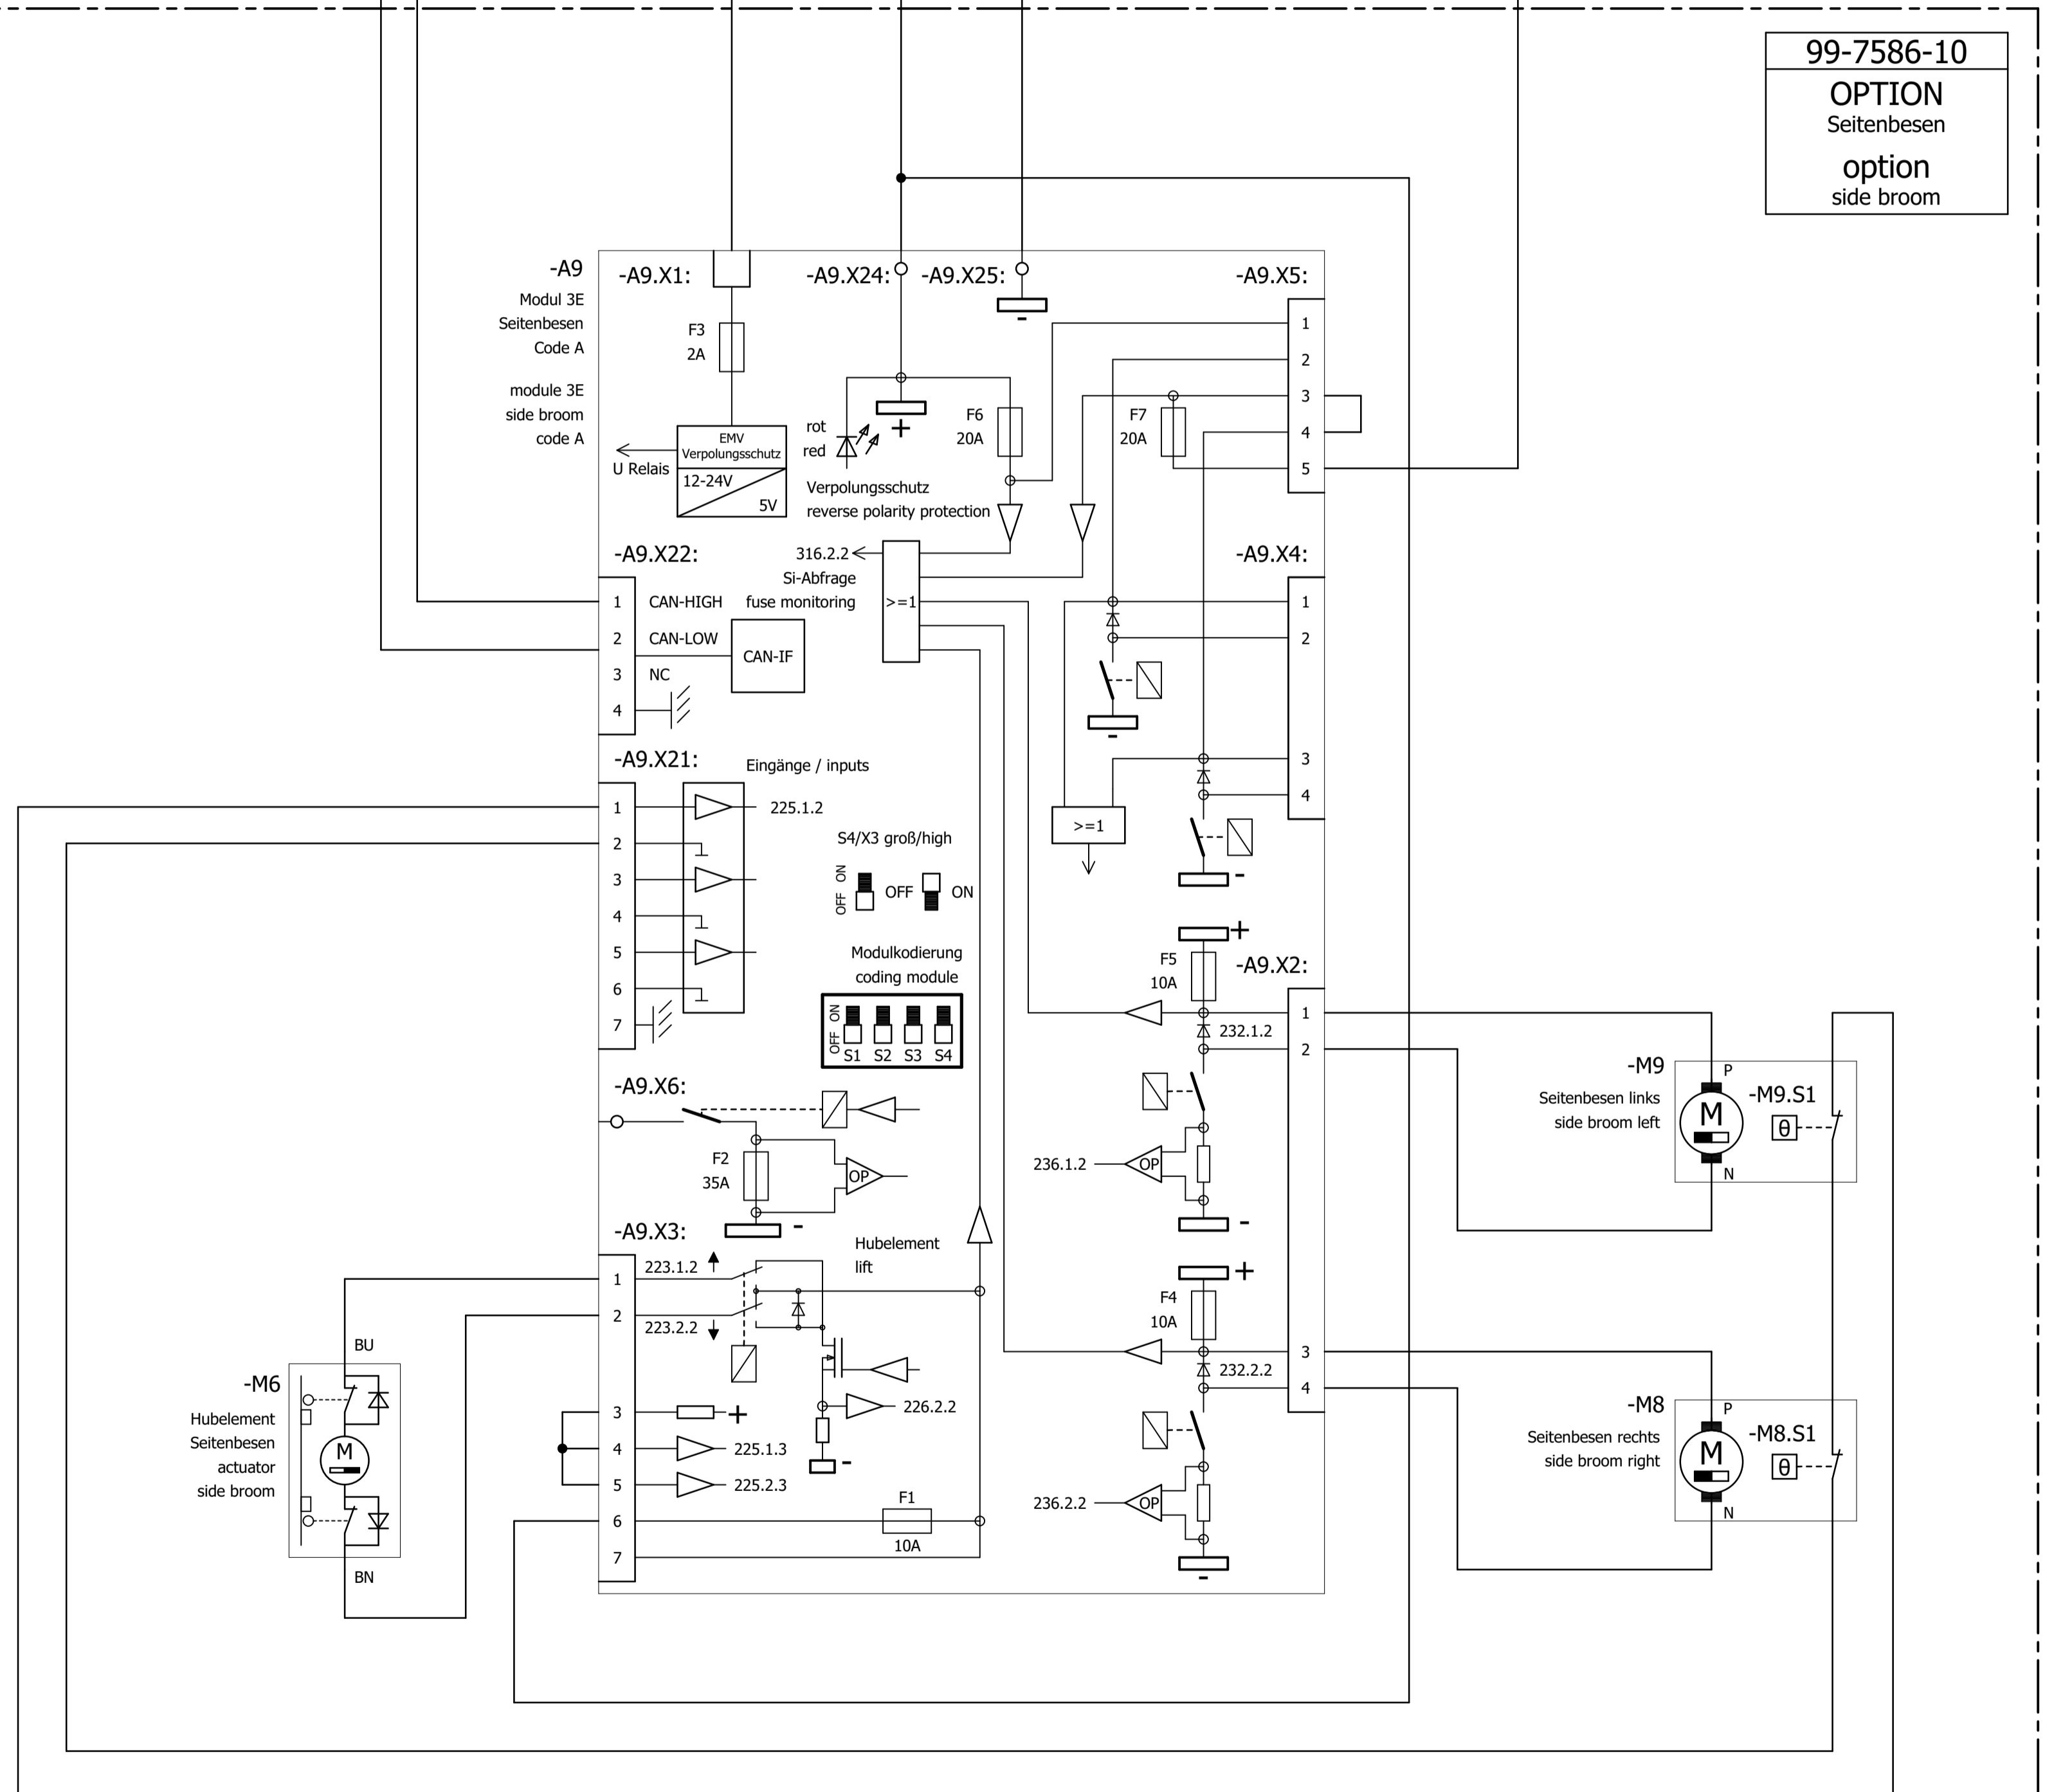 99-7586-10
OPTION
Seitenbesen
option
side broom
-A9
Modul 3E
Seitenbesen
Code A
module 3E
side broom
code A
-A9.X1:
-A9.X24:
-A9.X25:
-
-A9.X5:
1
2
3
4
5
F3
2A
EMV
Verpolungsschutz
12-24V
5V
U Relais
rot
red
+
F6
20A
F7
20A
Verpolungsschutz
reverse polarity protection
-A9.X22:
1 CAN-HIGH
2 CAN-LOW
3 NC
4
CAN-IF
316.2.2
Si-Abfrage
fuse monitoring
>=1
-A9.X4:
1
2
3
4
-
>=1
-
-A9.X21:
Eingänge / inputs
1
2
3
4
5
6
7
225.1.2
S4/X3 groß/high
OFF ON
OFF
ON
Modulkodierung
coding module
OFF ON
S1 S2 S3 S4
-A9.X6:
F2
35A
OP
-
-A9.X2:
1
2
3
4
+
F5
10A
232.1.2
236.1.2
OP
-
+
F4
10A
232.2.2
236.2.2
OP
-
-A9.X3:
1
2
3
4
5
6
7
223.1.2
223.2.2
Hubelement
lift
+
225.1.3
225.2.3
226.2.2
-
F1
10A
BU
-M6
Hubelement
Seitenbesen
actuator
side broom
M
BN
-M9
Seitenbesen links
side broom left
P
M
N
-M9.S1
θ
-M8
Seitenbesen rechts
side broom right
P
M
N
-M8.S1
θ